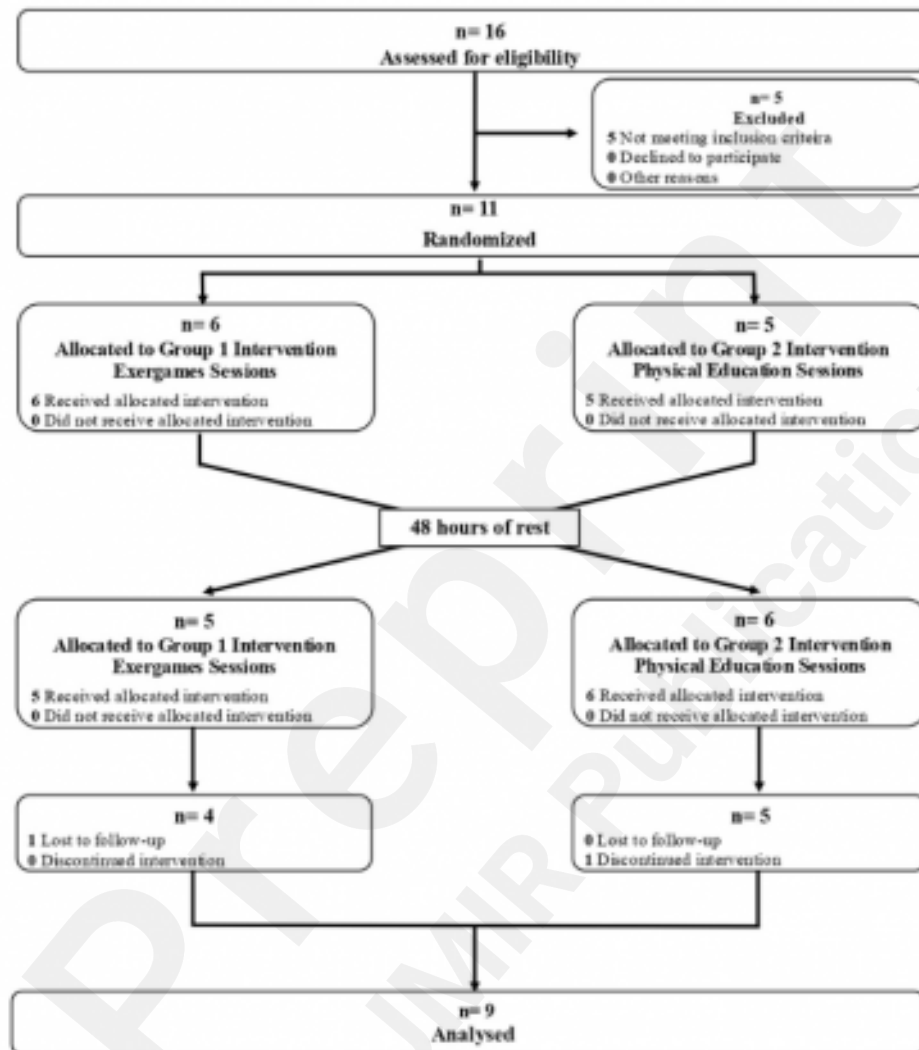 n= 16
Assessed for eligibility
n= 5
Excluded
5 Not meeting inclusion criteira
0 Declined to participate
0 Other reasons
n= 11
Randomized
n= 6
Allocated to Group 1 Intervention
Exergames Sessions
6 Received allocated intervention
0 Did not receive allocated intervention
n= 5
Allocated to Group 2 Intervention
Physical Education Sessions
5 Received allocated intervention
0 Did not receive allocated intervention
48 hours of rest
n= 5
Allocated to Group 1 Intervention
Exergames Sessions
5 Received allocated intervention
0 Did not receive allocated intervention
n= 6
Allocated to Group 2 Intervention
Physical Education Sessions
6 Received allocated intervention
0 Did not receive allocated intervention
n= 4
1 Lost to follow-up
0 Discontinued intervention
n= 5
0 Lost to follow-up
1 Discontinued intervention
n= 9
Analysed
Preprint
JMIR Publication